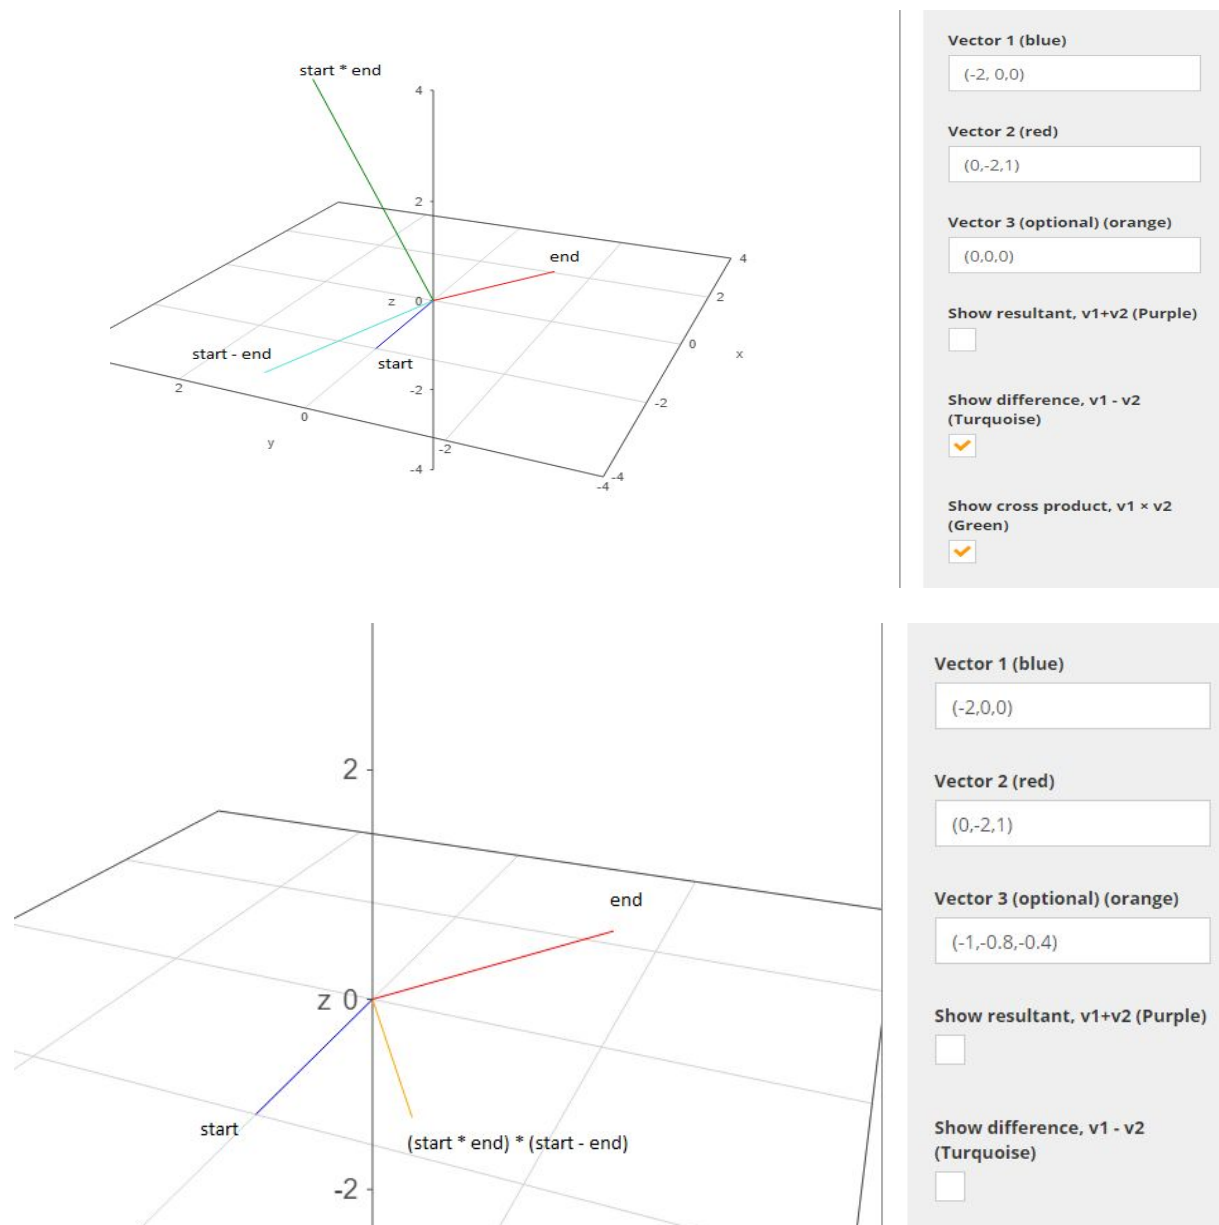 start * end
4
2
end
4
z
0
2
start - end
0
x
start
2
-2
-2
0
y
-2
-4
-4
-4
Vector 1 (blue)
(-2, 0,0)
Vector 2 (red)
(0,-2,1)
Vector 3 (optional) (orange)
(0,0,0)
Show resultant, v1+v2 (Purple)
Show difference, v1 - v2
(Turquoise)
Show cross product, v1 × v2
(Green)
2
end
z 0
start
(start * end) * (start - end)
-2
Vector 1 (blue)
(-2,0,0)
Vector 2 (red)
(0,-2,1)
Vector 3 (optional) (orange)
(-1,-0.8,-0.4)
Show resultant, v1+v2 (Purple)
Show difference, v1 - v2
(Turquoise)